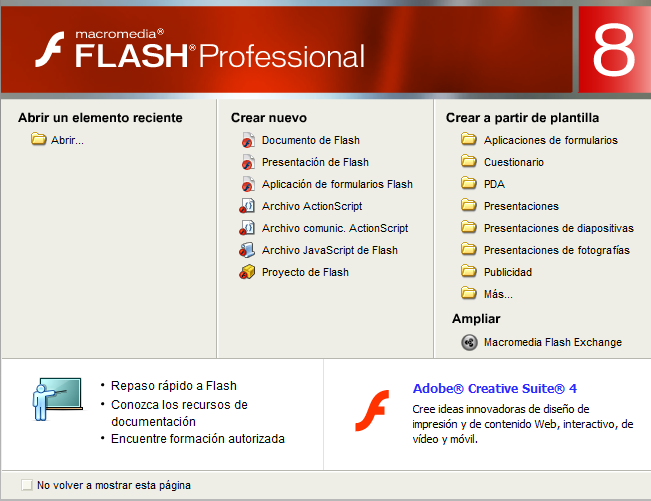 macromedia®
FLASH® Professional 8
Abrir un elemento reciente
Abrir...
Crear nuevo
Documento de Flash
Presentación de Flash
Aplicación de formularios Flash
Archivo ActionScript
Archivo comunic. ActionScript
Archivo JavaScript de Flash
Proyecto de Flash
Crear a partir de plantilla
Aplicaciones de formularios
Cuestionario
PDA
Presentaciones
Presentaciones de diapositivas
Presentaciones de fotografías
Publicidad
Más...
Ampliar
Macromedia Flash Exchange
• Repaso rápido a Flash
• Conozca los recursos de
documentación
• Encuentre formación autorizada
Adobe® Creative Suite® 4
Cree ideas innovadoras de diseño de
impresión y de contenido Web, interactivo, de
vídeo y móvil.
No volver a mostrar esta página